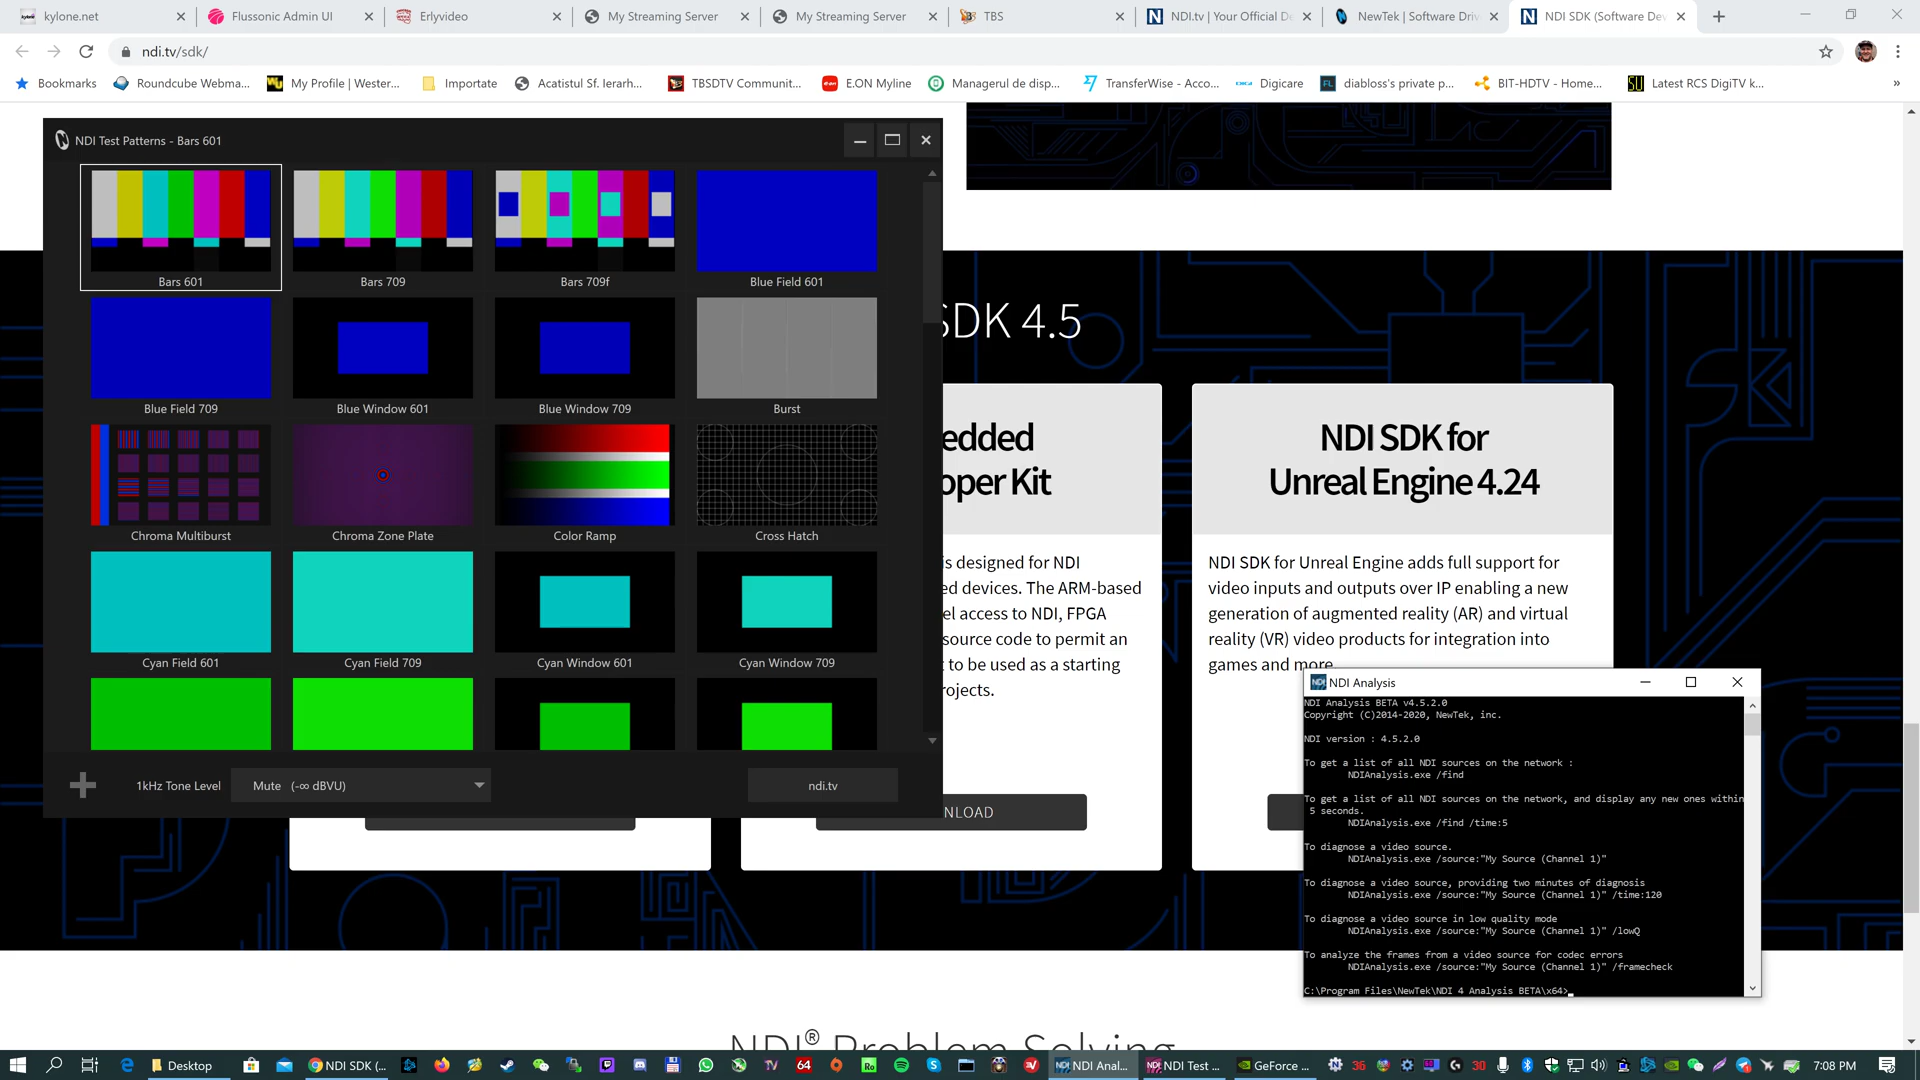 kylone.net
Flussonic Admin UI
Erlyvideo
My Streaming Server
My Streaming Server
TBS
NDI.tv | Your Official De
NewTek | Software Driv
NDI SDK (Software Dev
ndi.tv/sdk/
Bookmarks
Roundcube Webma...
My Profile | Wester...
Importate
Acatistul Sf. Ierarh...
TBSDTV Communit...
E.ON Myline
Managerul de disp...
TransferWise - Acco...
Digicare
diabloss's private p...
BIT-HDTV - Home...
Latest RCS DigiTV k...
»
NDI Test Patterns - Bars 601
Bars 601
Bars 709
Bars 709f
Blue Field 601
Blue Field 709
Blue Window 601
Blue Window 709
Burst
Chroma Multiburst
Chroma Zone Plate
Color Ramp
Cross Hatch
Cyan Field 601
Cyan Field 709
Cyan Window 601
Cyan Window 709
1kHz Tone Level
Mute (-∞ dBVU)
ndi.tv
SDK 4.5
edded
oper Kit
is designed for NDI
ed devices. The ARM-based
el access to NDI, FPGA
source code to permit an
t to be used as a starting
rojects.
NLOAD
NDI SDK for
Unreal Engine 4.24
NDI SDK for Unreal Engine adds full support for
video inputs and outputs over IP enabling a new
generation of augmented reality (AR) and virtual
reality (VR) video products for integration into
games and more
NDI Analysis
NDI Analysis BETA v4.5.2.0
Copyright (C)2014-2020, NewTek, inc.
NDI version : 4.5.2.0
To get a list of all NDI sources on the network :
NDIAnalysis.exe /find
To get a list of all NDI sources on the network, and display any new ones within
5 seconds.
NDIAnalysis.exe /find /time:5
To diagnose a video source.
NDIAnalysis.exe /source:"My Source (Channel 1)"
To diagnose a video source, providing two minutes of diagnosis
NDIAnalysis.exe /source:"My Source (Channel 1)" /time:120
To diagnose a video source in low quality mode
NDIAnalysis.exe /source:"My Source (Channel 1)" /lowQ
To analyze the frames from a video source for codec errors
NDIAnalysis.exe /source:"My Source (Channel 1)" /framecheck
C:\Program Files\NewTek\NDI 4 Analysis BETA\x64>_
NDI® Problem Solving
Desktop
NDI SDK (...
TV
64
Ro
NDI Anal...
NDI Test ...
GeForce ...
36
30
7:08 PM